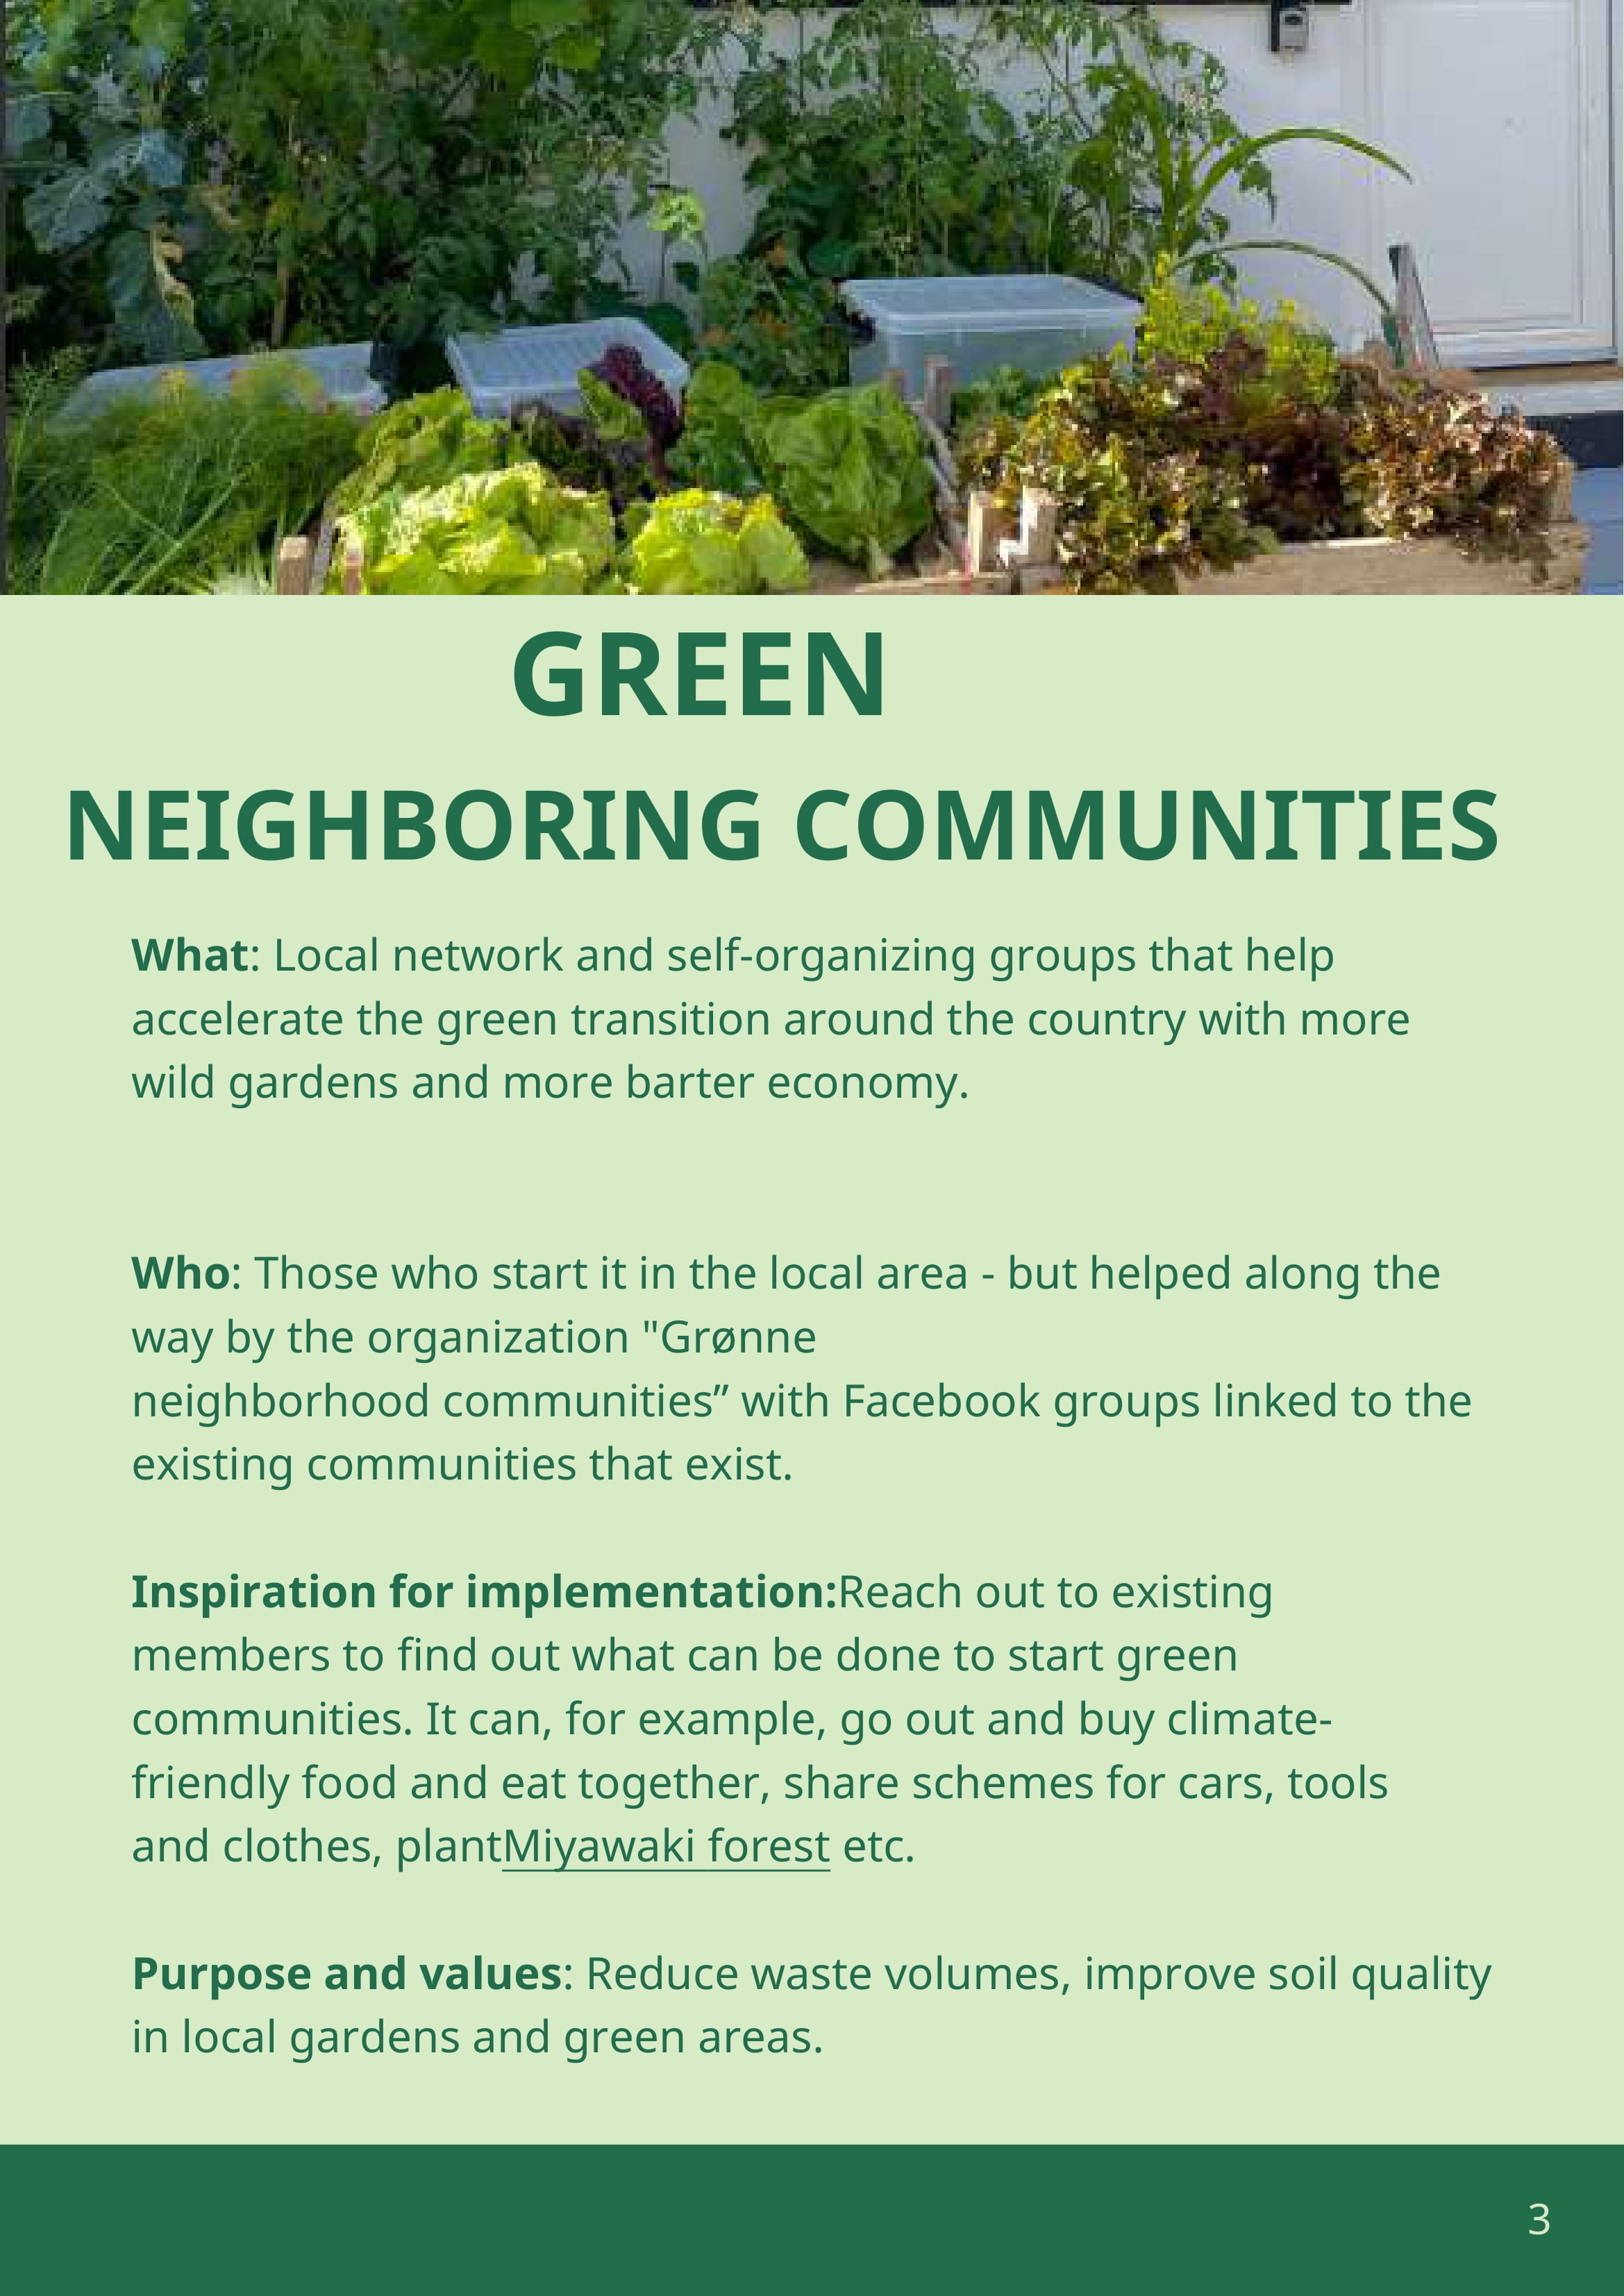 GREEN
NEIGHBORING COMMUNITIES
What: Local network and self-organizing groups that help
accelerate the green transition around the country with more
wild gardens and more barter economy.
Who: Those who start it in the local area - but helped along the
way by the organization "Grønne
neighborhood communities” with Facebook groups linked to the
existing communities that exist.
Inspiration for implementation:Reach out to existing
members to find out what can be done to start green
communities. It can, for example, go out and buy climate-
friendly food and eat together, share schemes for cars, tools
and clothes, plantMiyawaki forest etc.
Purpose and values: Reduce waste volumes, improve soil quality
in local gardens and green areas.
3